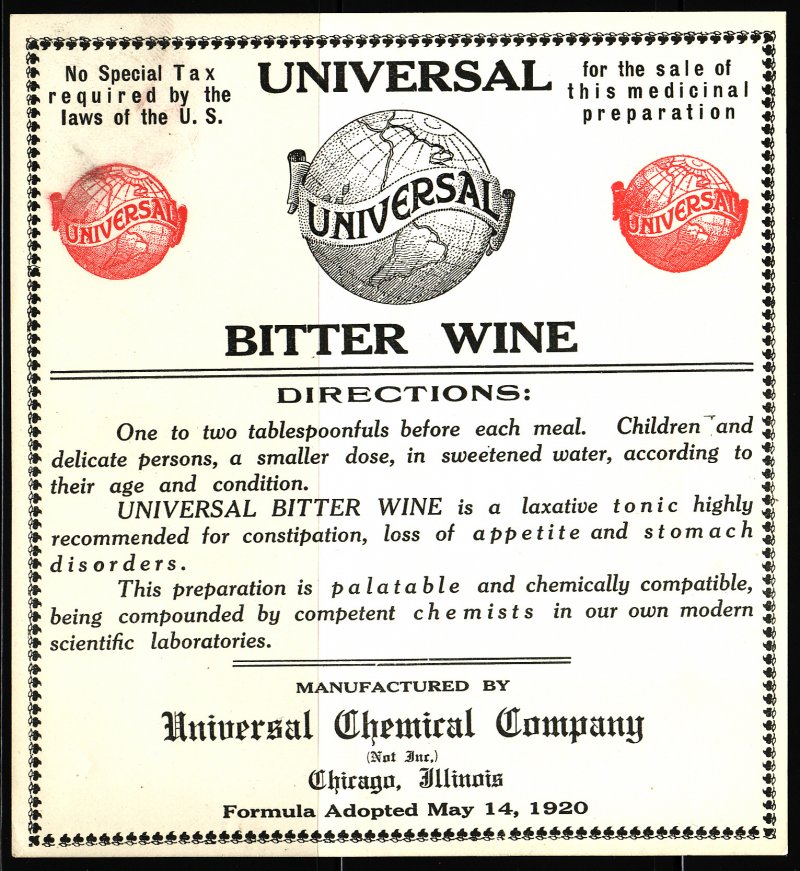 No Special Tax
required by the
laws of the U. S.
UNIVERSAL
for the sale of
this medicinal
preparation
UNIVERSAL
UNIVERSAL
UNIVERSAL
BITTER WINE
DIRECTIONS:
One to two tablespoonfuls before each meal. Children and
delicate persons, a smaller dose, in sweetened water, according to
their age and condition.
UNIVERSAL BITTER WINE is a laxative tonic highly
recommended for constipation, loss of appetite and stomach
disorders.
This preparation is palatable and chemically compatible,
being compounded by competent chemists in our own modern
scientific laboratories.
MANUFACTURED BY
Universal Chemical Company
(Not Inc.)
Chicago, Illinois
Formula Adopted May 14, 1920